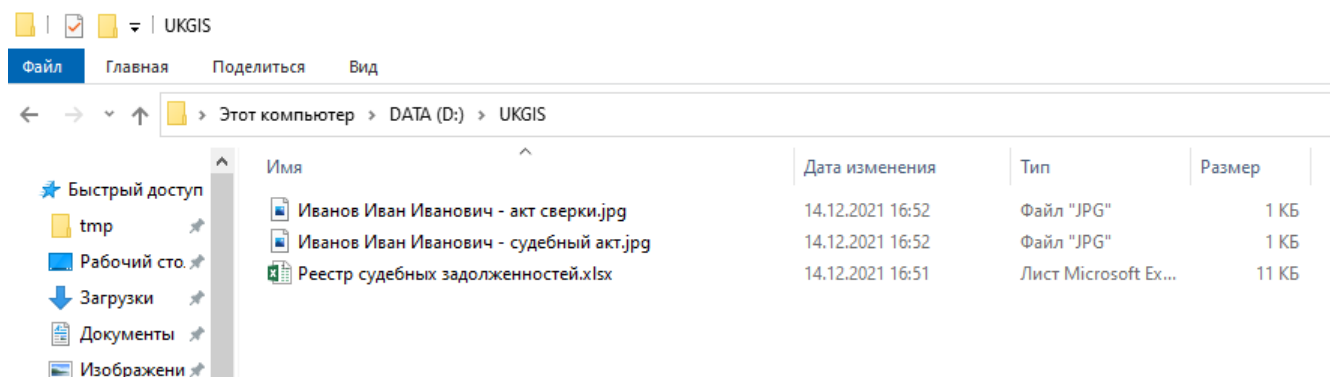 UKGIS
Файл Главная Поделиться Вид
Этот компьютер > DATA (D:) > UKGIS
Имя Дата изменения Тип Размер
Быстрый доступ
Иванов Иван Иванович - акт сверки.jpg 14.12.2021 16:52 Файл "JPG" 1 КБ
tmp
Иванов Иван Иванович - судебный акт.jpg 14.12.2021 16:52 Файл "JPG" 1 КБ
Рабочий сто.
Реестр судебных задолженностей.xlsx 14.12.2021 16:51 Лист Microsoft Ex... 11 КБ
Загрузки
Документы
Изображени